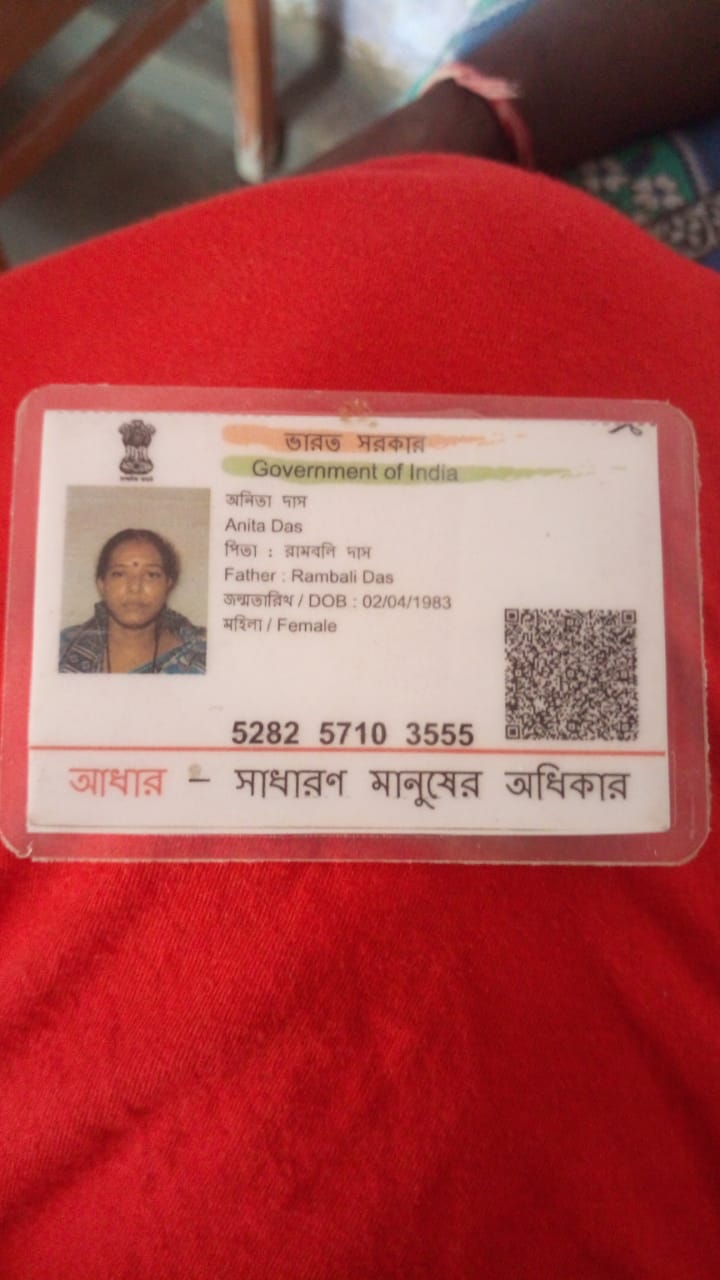 ভারত সরকার
Government of India
অনিতা দাস
Anita Das
পিতা : রামবলি দাস
Father : Rambali Das
জন্মতারিখ / DOB : 02/04/1983
মহিলা / Female
5282 5710 3555
আধার – সাধারণ মানুষের অধিকার